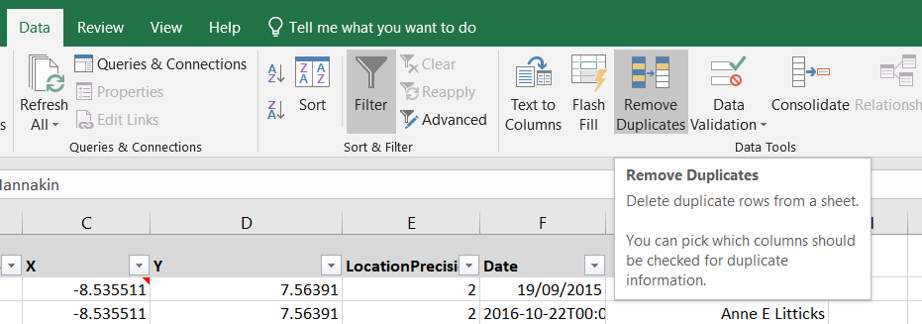 Data Review View Help Tell me what you want to do
Queries & Connections Clear
Properties Reapply
Edit Links Advanced
Refresh All
Sort Filter
Text to Columns Flash Fill Remove Duplicates Data Validation Consolidate
Queries & Connections Sort & Filter Data Tools
Remove Duplicates
Delete duplicate rows from a sheet.
You can pick which columns should
be checked for duplicate
information.
C D E F
X Y LocationPrecisi Date
-8.535511 7.56391 2 19/09/2015
-8.535511 7.56391 2 2016-10-22T00:0 Anne E Litticks